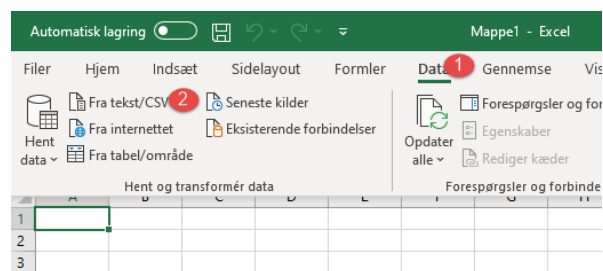 Automatisk lagring Mappe1 - Excel
Filer Hjem Indsæt Sidelayout Formler Data 1 Gennemse Vis
Fra tekst/CSV 2 Seneste kilder Forespørgsler og for
Fra internettet Eksisterende forbindelser Egenskaber
Hent data Fra tabel/område Opdater alle Rediger kæder
Hent og transformér data Forespørgsler og forbinde
A B C D E F G H
1
2
3